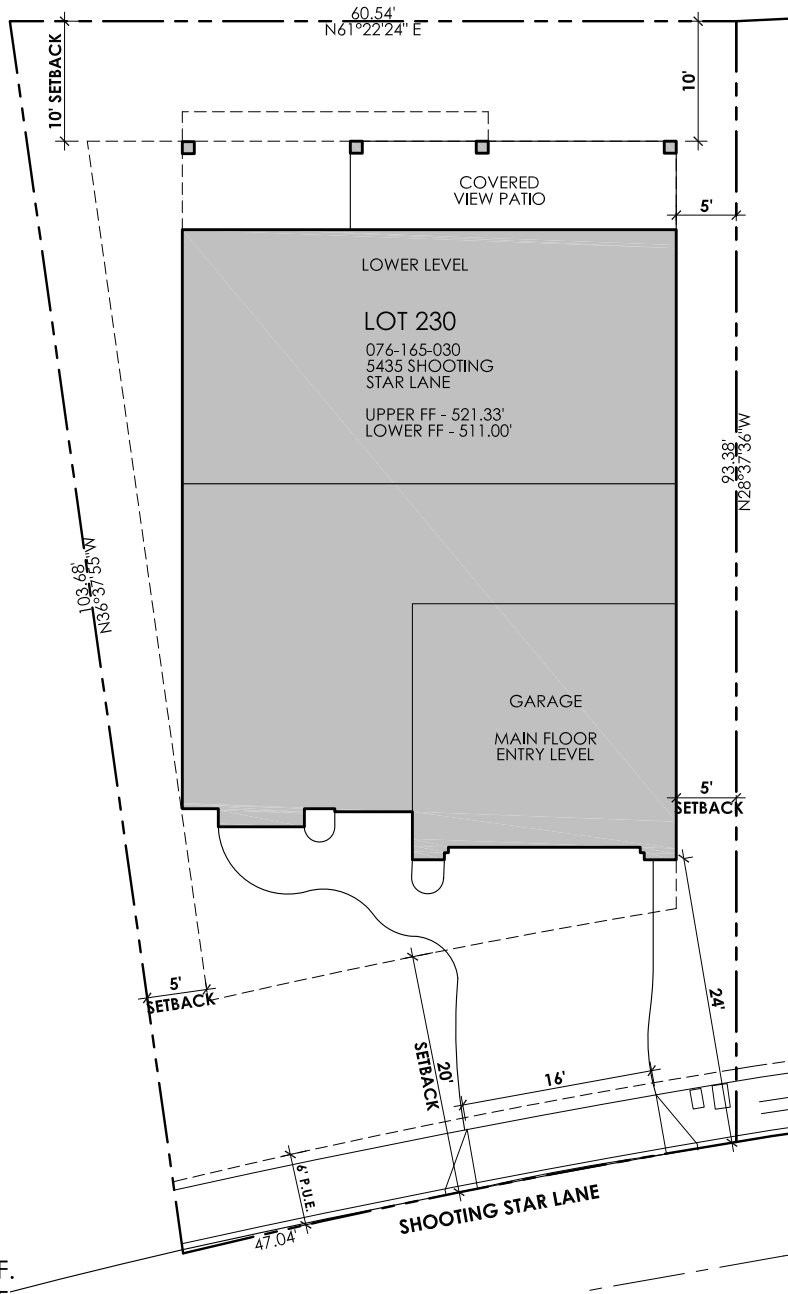 60.54'
N61°22'24" E
10' SETBACK
10'
COVERED
VIEW PATIO
5'
LOWER LEVEL
LOT 230
076-165-030
5435 SHOOTING
STAR LANE
UPPER FF - 521.33'
LOWER FF - 511.00'
93.38'
N28°37'36"W
103.68'
N36°37'55"W
GARAGE
MAIN FLOOR
ENTRY LEVEL
5'
SETBACK
5'
SETBACK
24'
20'
SETBACK
16'
6' P.U.E.
SHOOTING STAR LANE
47.04'
F.